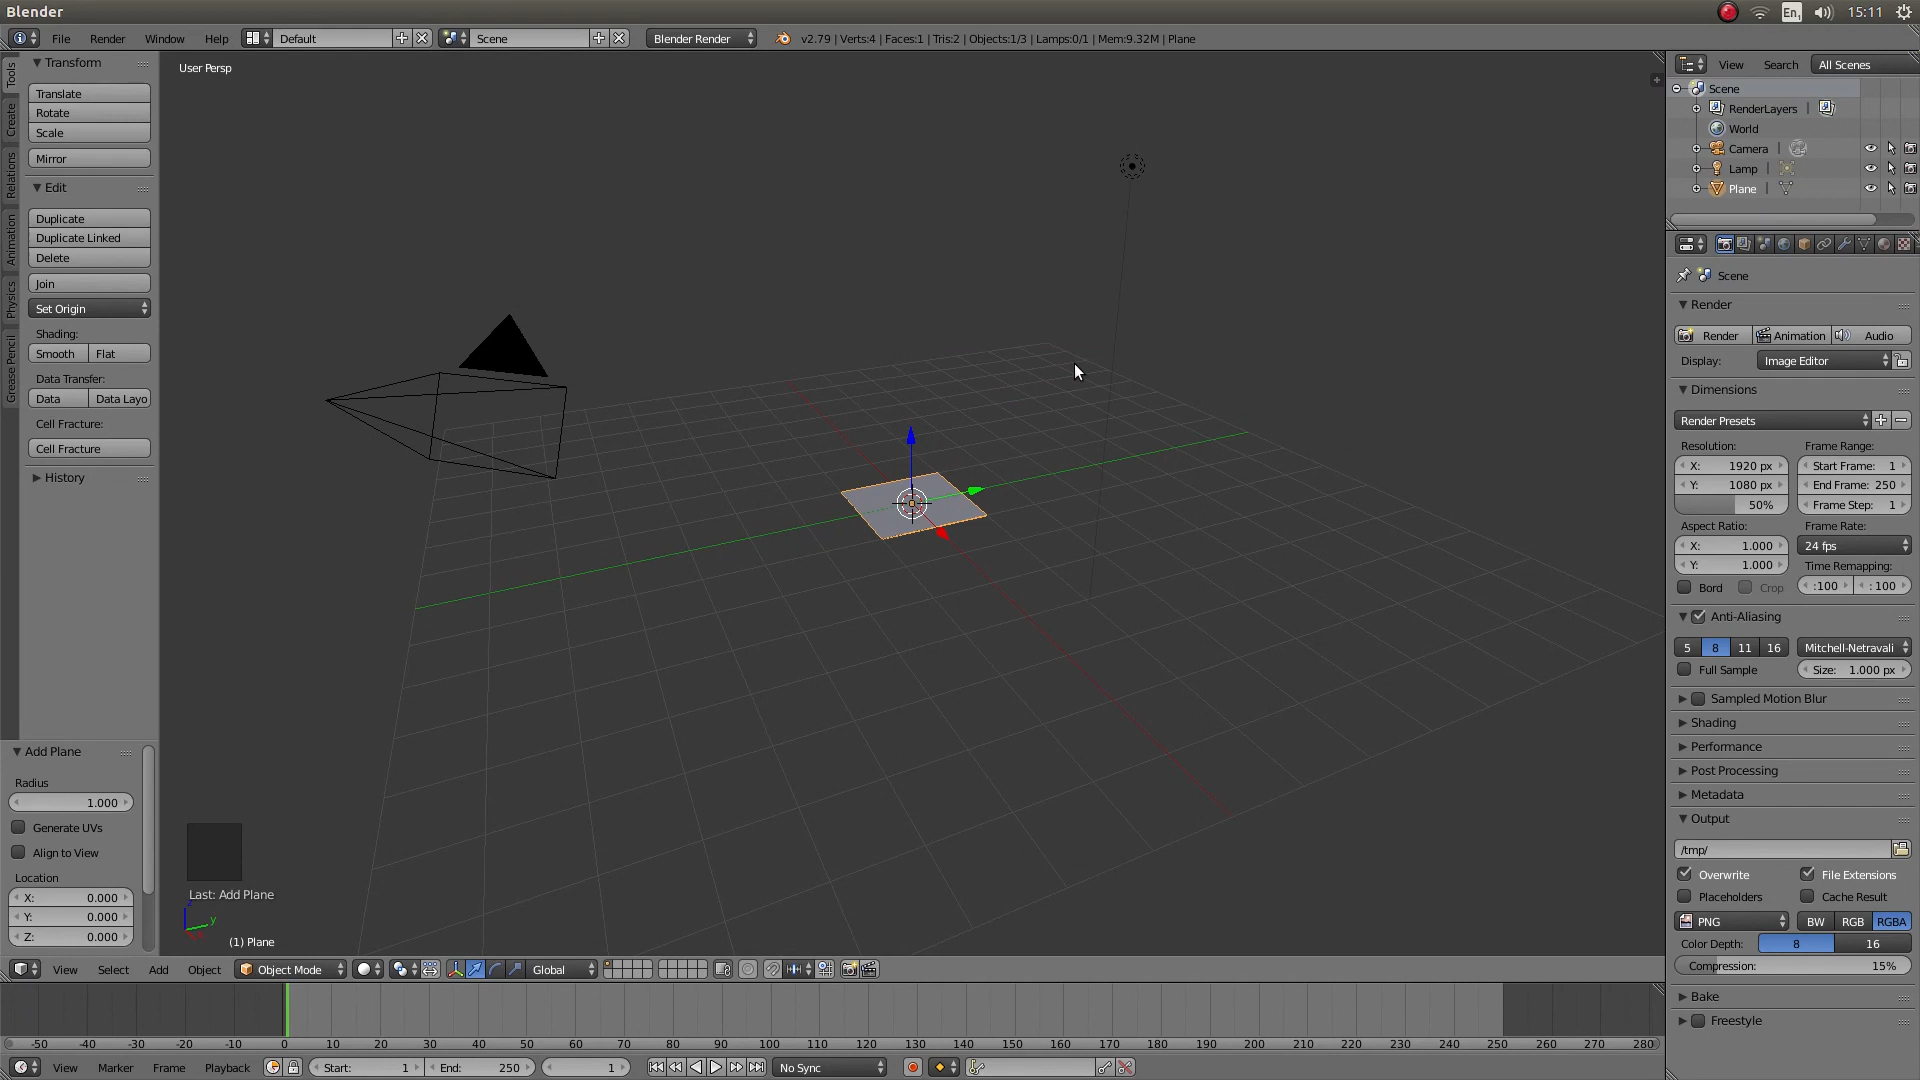 Blender
En₁ 15:11
File Render Window Help Default Scene Blender Render v2.79 | Verts:4 | Faces:1 | Tris:2 | Objects:1/3 | Lamps:0/1 | Mem:9.32M | Plane
Tools
Create
Relations
Animation
Physics
Grease Pencil
Transform
Translate
Rotate
Scale
Mirror
Edit
Duplicate
Duplicate Linked
Delete
Join
Set Origin
Shading:
Smooth Flat
Data Transfer:
Data Data Layo
Cell Fracture:
Cell Fracture
History
Add Plane
Radius
1.000
Generate UVs
Align to View
Location
X: 0.000
Y: 0.000
Z: 0.000
User Persp
Last: Add Plane
y
(1) Plane
View Select Add Object Object Mode Global
-50 -40 -30 -20 -10 0 10 20 30 40 50 60 70 80 90 100 110 120 130 140 150 160 170 180 190 200 210 220 230 240 250 260 270 280
View Marker Frame Playback Start: 1 End: 250 1 No Sync
View Search All Scenes
Scene
RenderLayers
World
Camera
Lamp
Plane
Scene
Render
Render Animation Audio
Display: Image Editor
Dimensions
Render Presets
Resolution: Frame Range:
X: 1920 px Start Frame: 1
Y: 1080 px End Frame: 250
50% Frame Step: 1
Aspect Ratio: Frame Rate:
X: 1.000 24 fps
Y: 1.000 Time Remapping:
Bord Crop :100 : 100
Anti-Aliasing
5 8 11 16 Mitchell-Netravali
Full Sample Size: 1.000 px
Sampled Motion Blur
Shading
Performance
Post Processing
Metadata
Output
/tmp/
Overwrite File Extensions
Placeholders Cache Result
PNG BW RGB RGBA
Color Depth: 8 16
Compression: 15%
Bake
Freestyle